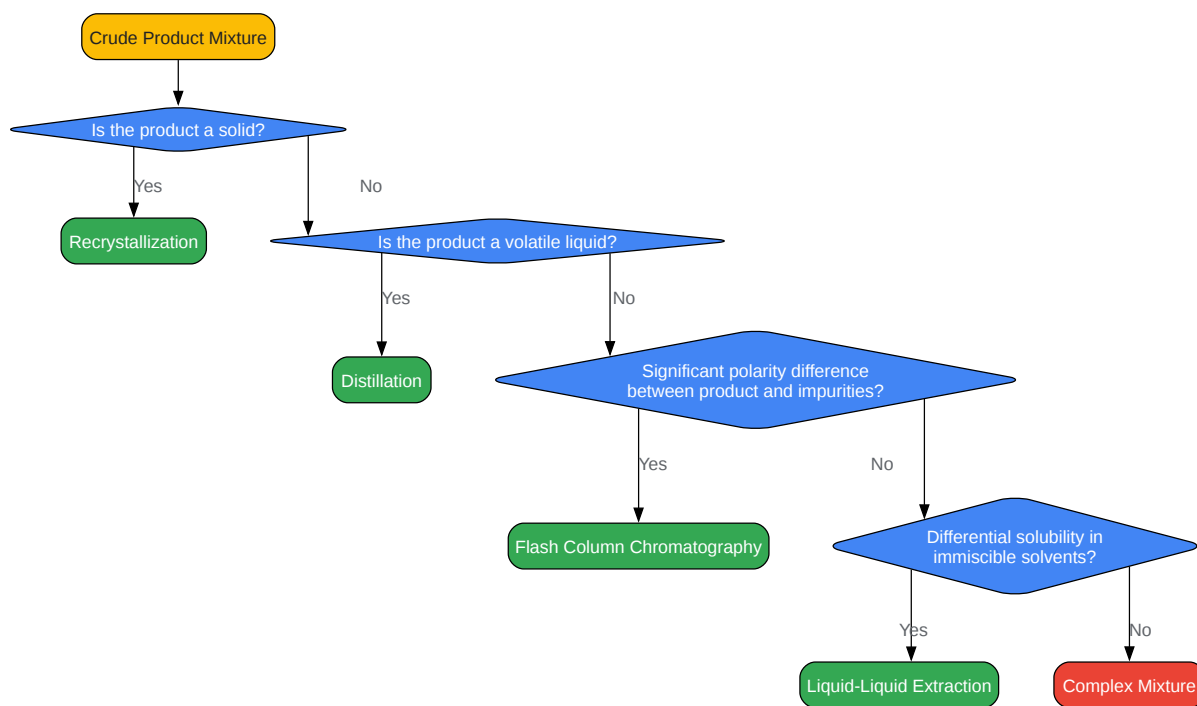 Crude Product Mixture
Is the product a solid?
Yes
No
Recrystallization
Is the product a volatile liquid?
Yes
No
Distillation
Significant polarity difference
between product and impurities?
Yes
No
Flash Column Chromatography
Differential solubility in
immiscible solvents?
Yes
No
Liquid-Liquid Extraction
Complex Mixture